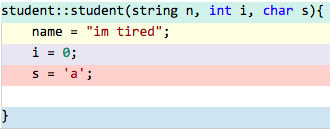 student::student(string n, int i, char s){
name = "im tired";
i = 0;
s = 'a';
}